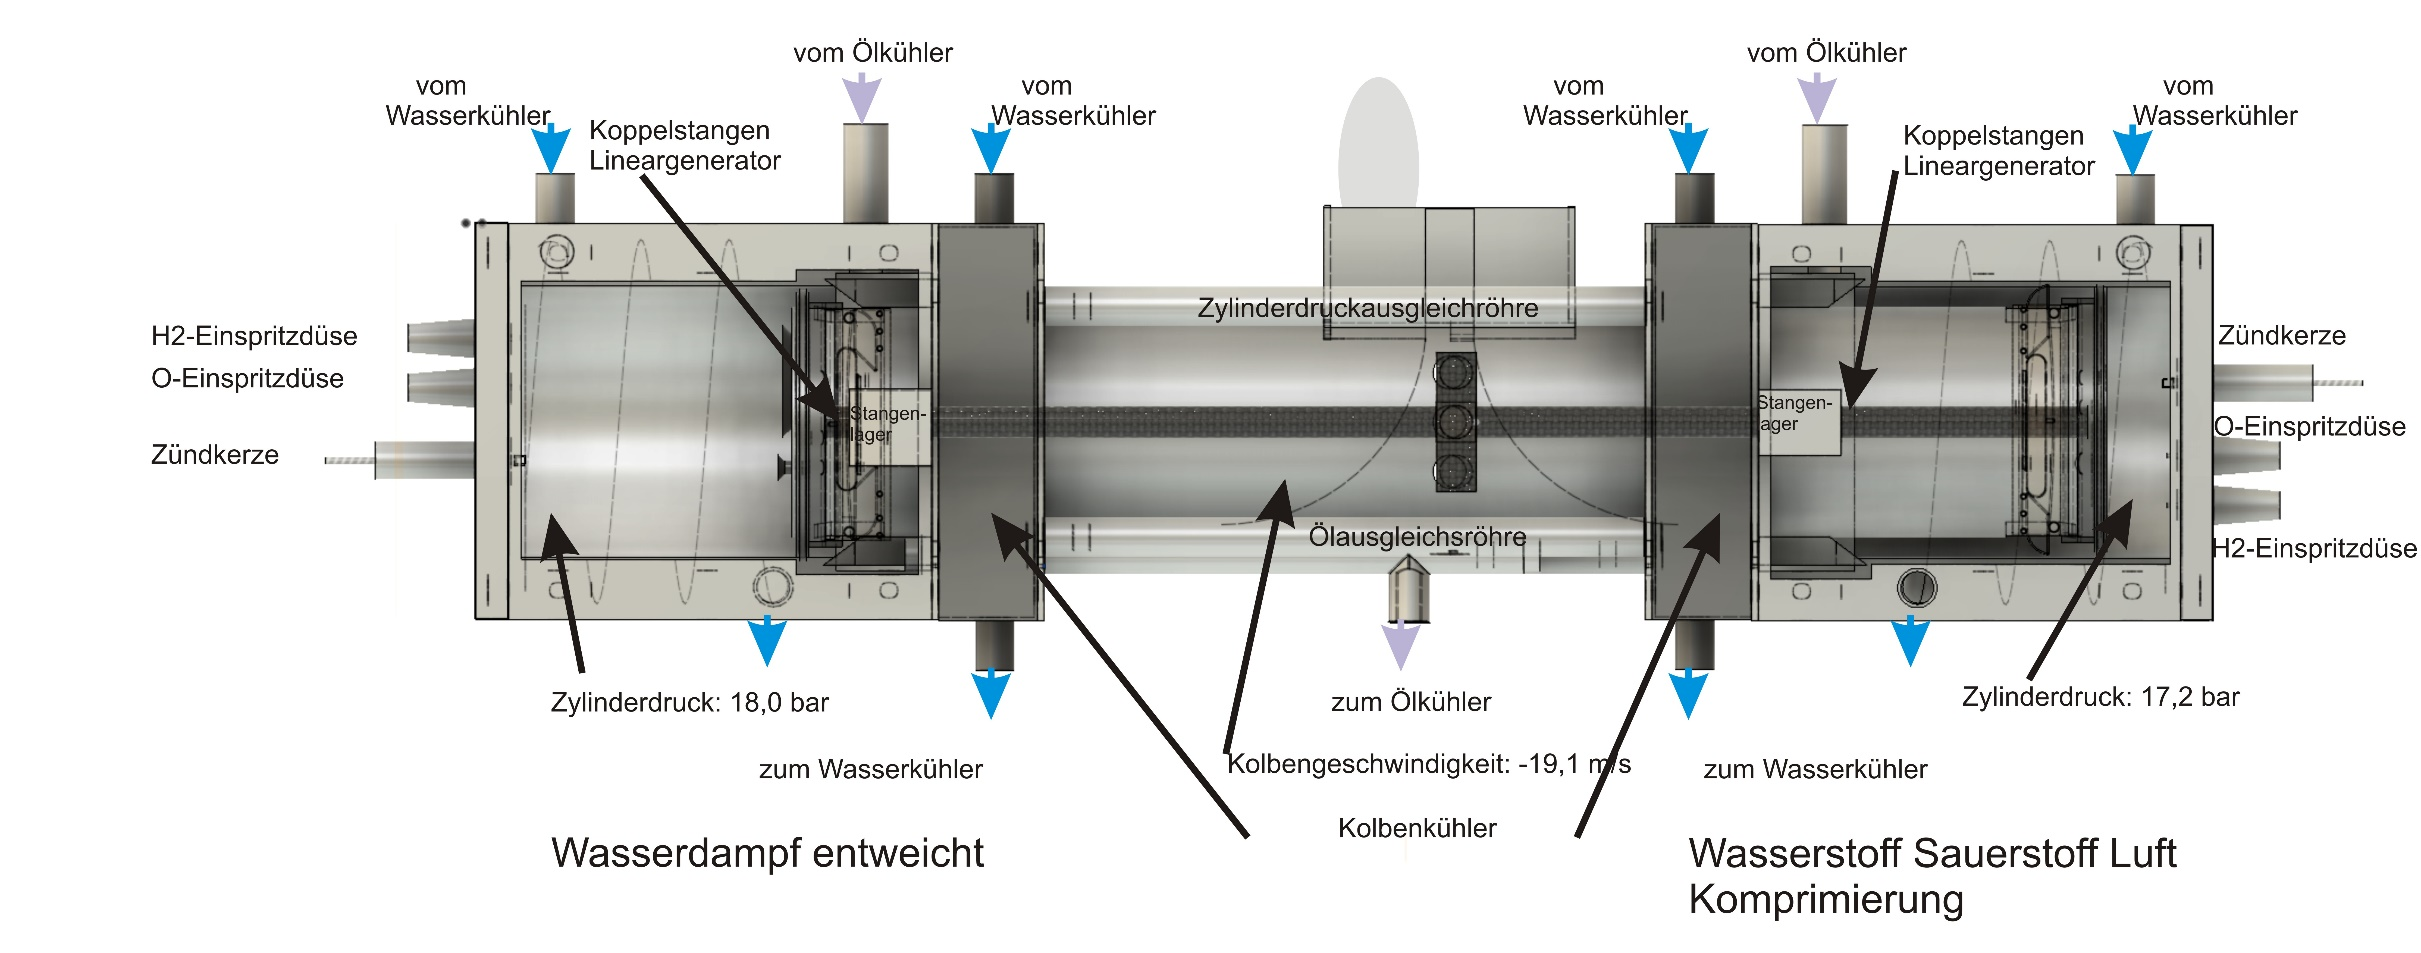 vom Ölkühler
vom Ölkühler
vom
Wasserkühler
vom
Wasserkühler
vom
Wasserkühler
vom
Wasserkühler
Koppelstangen
Lineargenerator
Koppelstangen
Lineargenerator
Zylinderdruckausgleichröhre
H2-Einspritzdüse
O-Einspritzdüse
Zündkerze
Zündkerze
O-Einspritzdüse
H2-Einspritzdüse
Stangen-
lager
Stangen-
lager
Ölausgleichsröhre
Zylinderdruck: 18,0 bar
zum Ölkühler
Zylinderdruck: 17,2 bar
zum Wasserkühler
Kolbengeschwindigkeit: -19,1 m/s
zum Wasserkühler
Kolbenkühler
Wasserdampf entweicht
Wasserstoff Sauerstoff Luft
Komprimierung